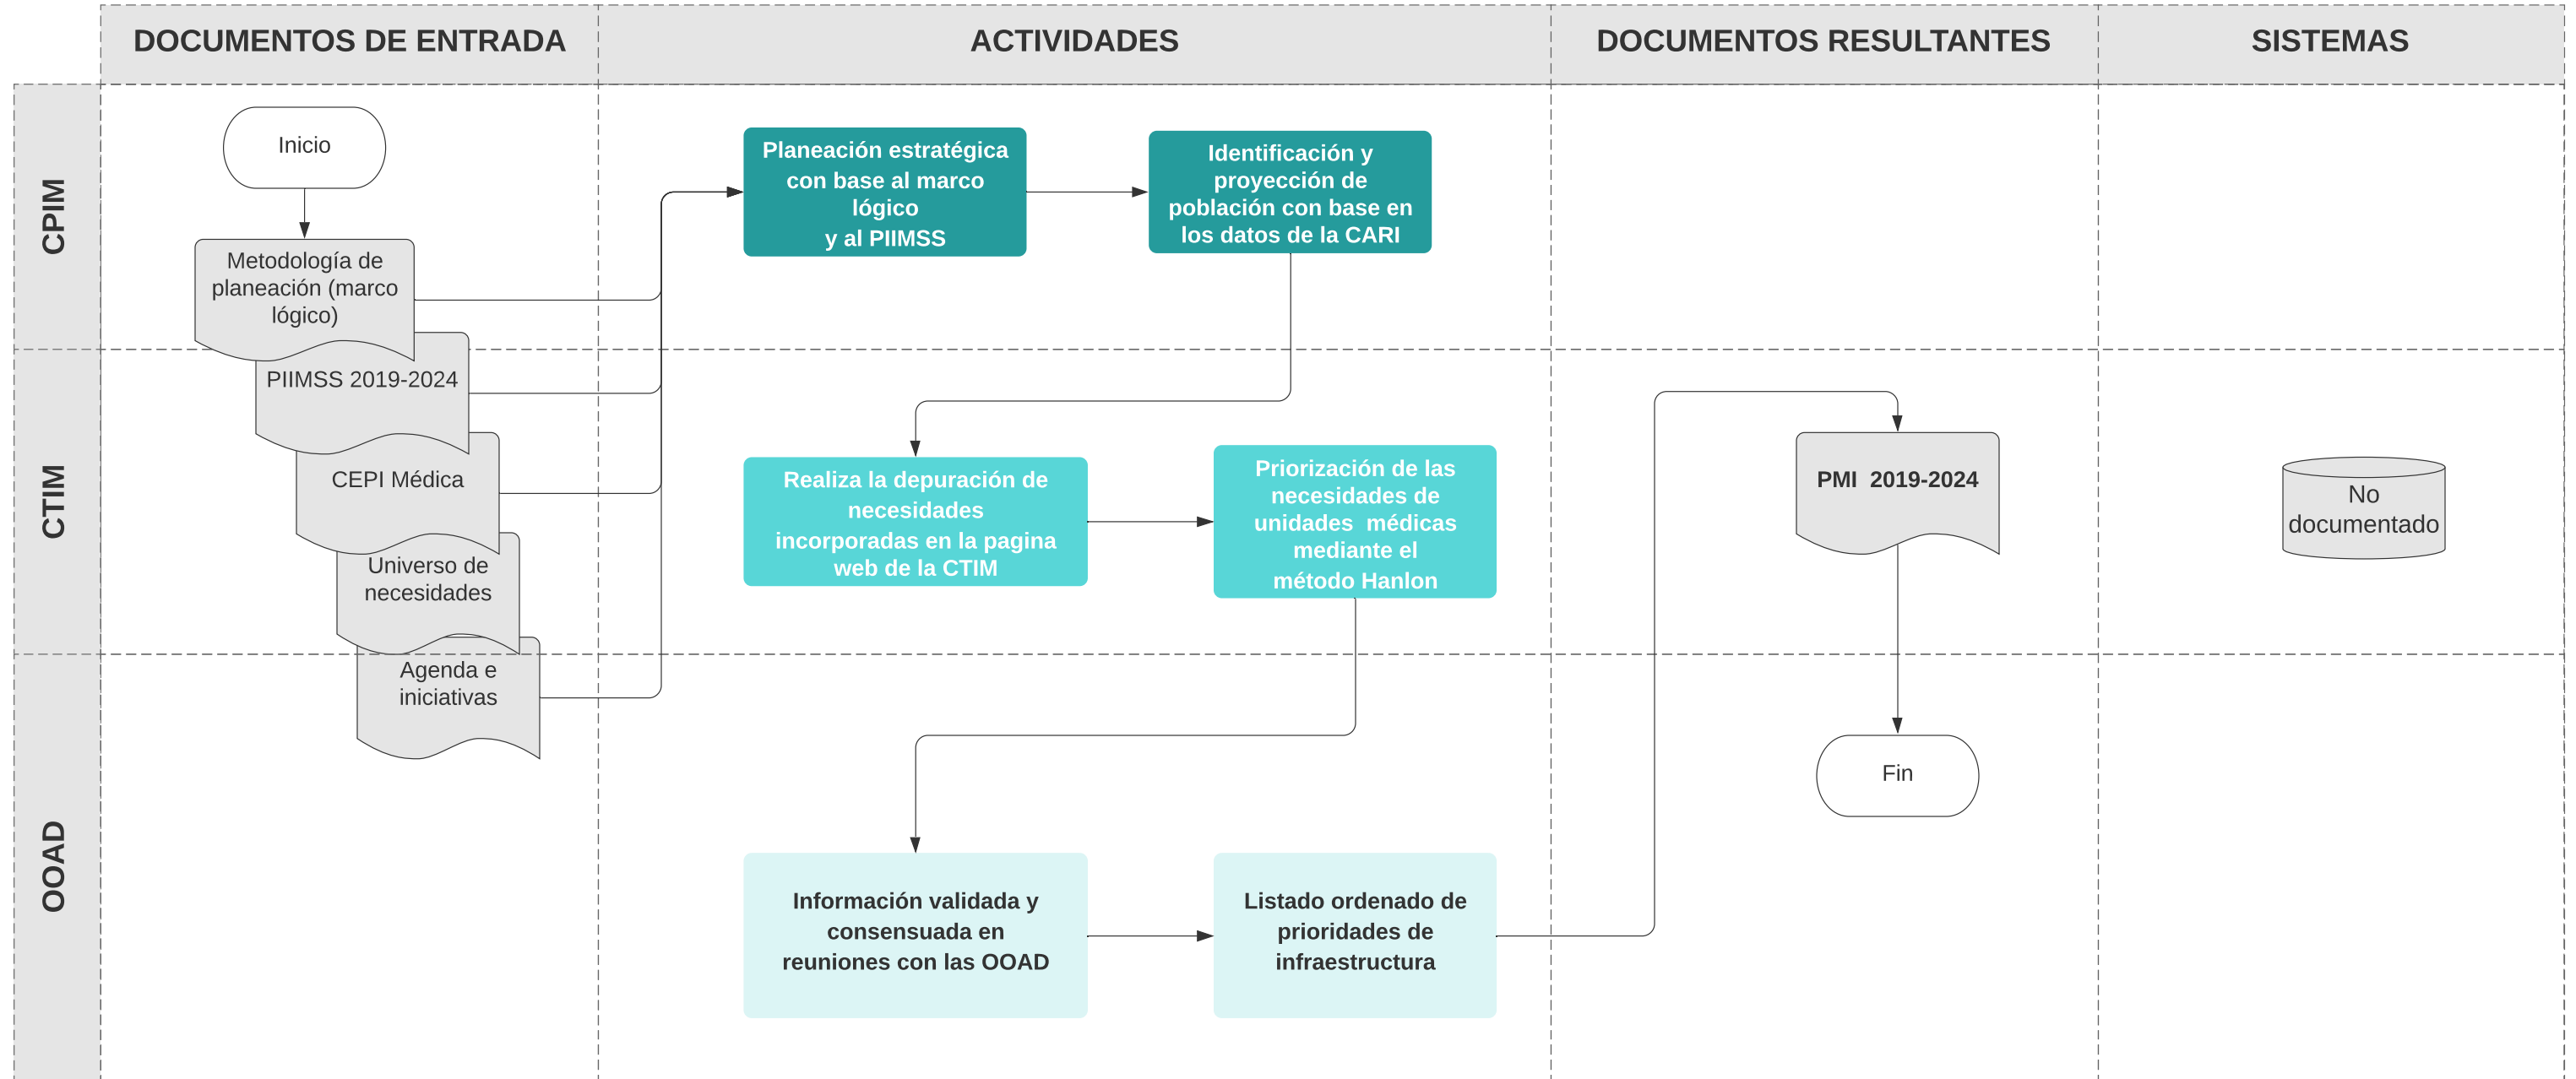 DOCUMENTOS DE ENTRADA
ACTIVIDADES
DOCUMENTOS RESULTANTES
SISTEMAS
CPIM
Inicio
Metodología de
planeación (marco
lógico)
Planeación estratégica
con base al marco
lógico
y al PIIMSS
Identificación y
proyección de
población con base en
los datos de la CARI
CTIM
PIIMSS 2019-2024
CEPI Médica
Universo de
necesidades
Realiza la depuración de
necesidades
incorporadas en la pagina
web de la CTIM
Priorización de las
necesidades de
unidades  médicas
mediante el
método Hanlon
PMI  2019-2024
No
documentado
OOAD
Agenda e
iniciativas
Información validada y
consensuada en
reuniones con las OOAD
Listado ordenado de
prioridades de
infraestructura
Fin